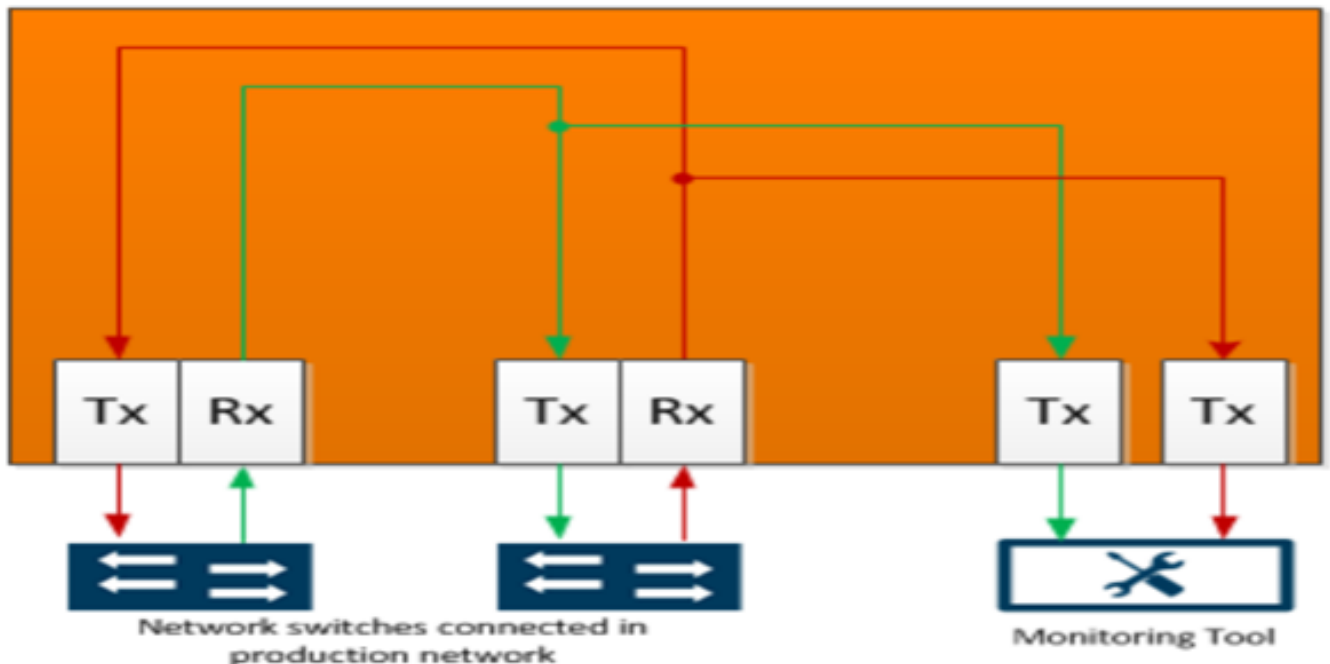 Tx Rx Tx Rx Tx Tx
Network switches connected in
production network
Monitoring Tool